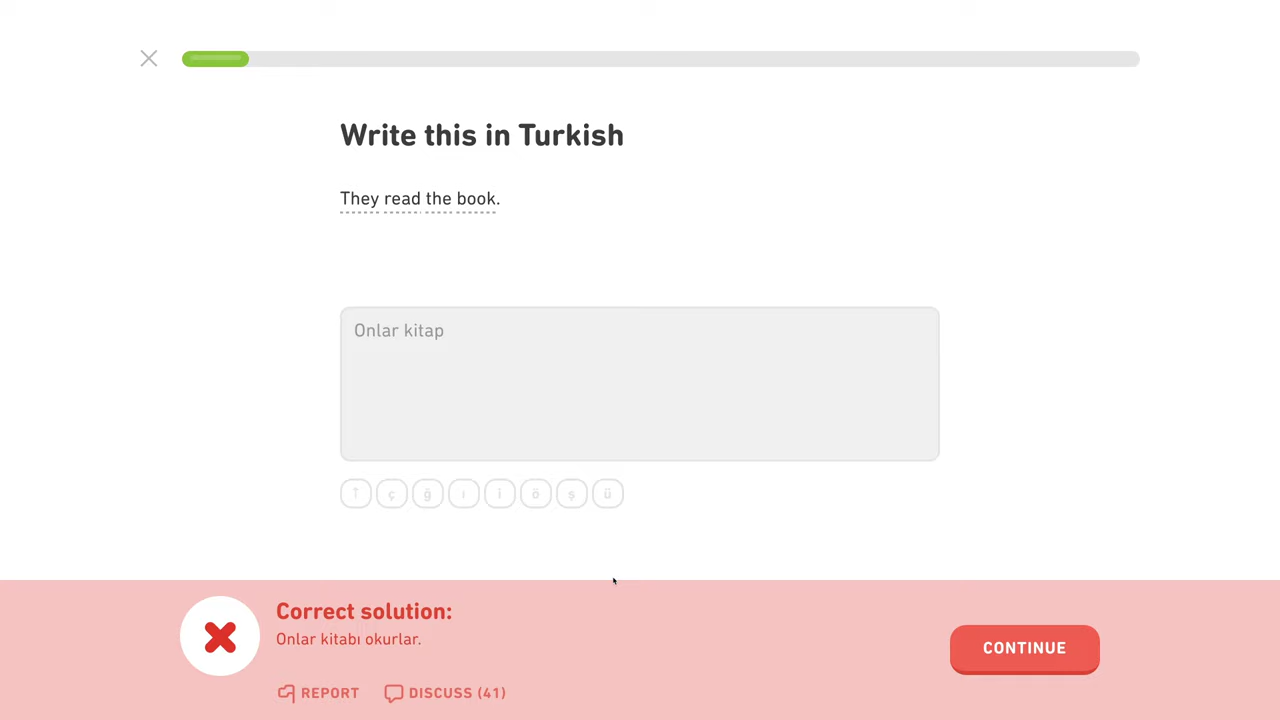 Write this in Turkish
They read the book.
Onlar kitap
↑ ç ğ ı i ö ş ü
Correct solution:
Onlar kitabı okurlar.
CONTINUE
REPORT DISCUSS (41)